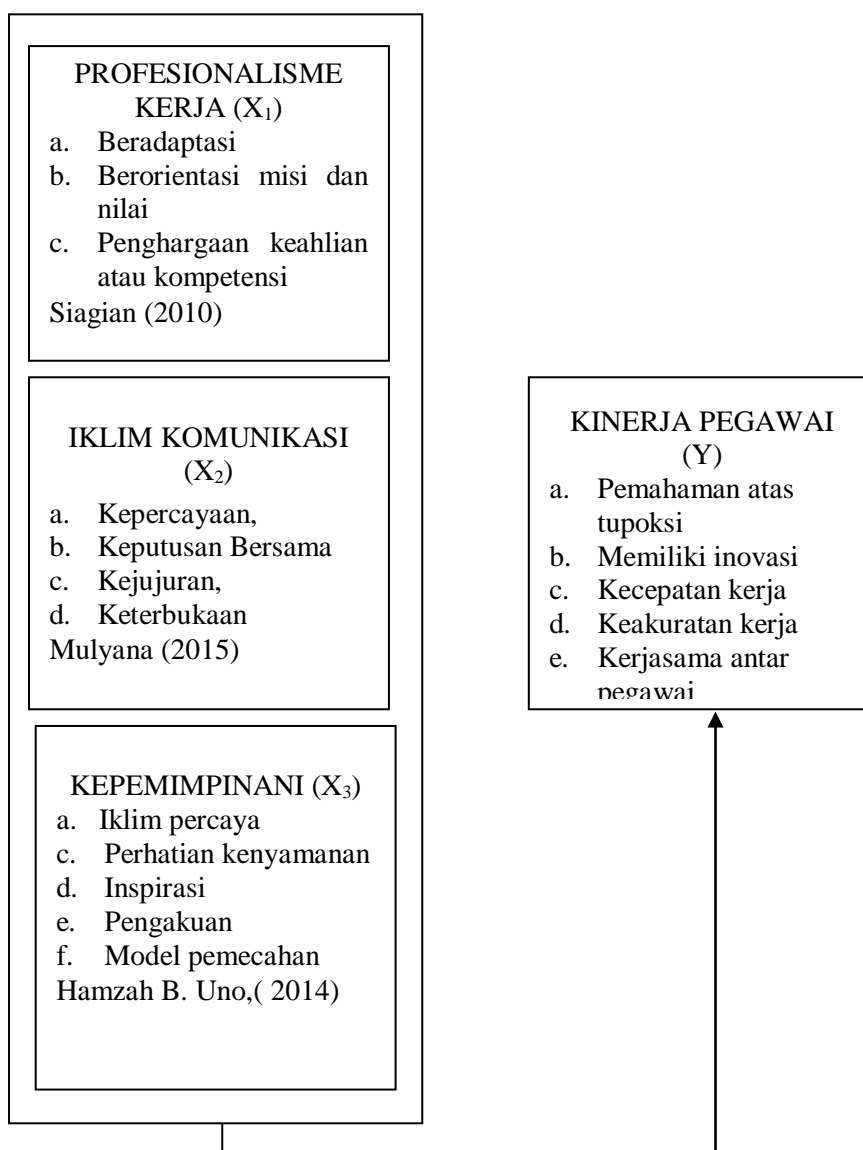 PROFESIONALISME
KERJA (X₁)
a. Beradaptasi
b. Berorientasi misi dan
nilai
c. Penghargaan keahlian
atau kompetensi
Siagian (2010)
IKLIM KOMUNIKASI
(X₂)
a. Kepercayaan,
b. Keputusan Bersama
c. Kejujuran,
d. Keterbukaan
Mulyana (2015)
KEPEMIMPINANI (X₃)
a. Iklim percaya
c. Perhatian kenyamanan
d. Inspirasi
e. Pengakuan
f. Model pemecahan
Hamzah B. Uno,( 2014)
KINERJA PEGAWAI
(Y)
a. Pemahaman atas
tupoksi
b. Memiliki inovasi
c. Kecepatan kerja
d. Keakuratan kerja
e. Kerjasama antar
pegawai